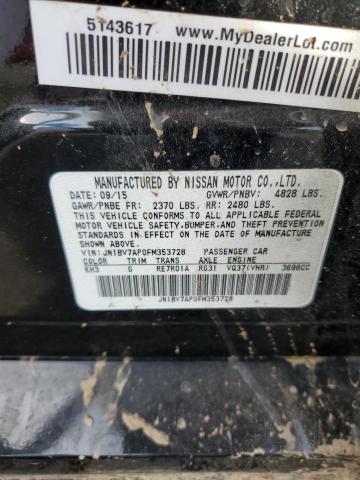 5143617 www.MyDealerLot.com
MANUFACTURED BY NISSAN MOTOR CO.,LTD.
DATE: 09/15 GVWR/PNBV: 4828 LBS.
GAWR/PNBE FR: 2370 LBS. RR: 2480 LBS.
THIS VEHICLE CONFORMS TO ALL APPLICABLE FEDERAL
MOTOR VEHICLE SAFETY,BUMPER,AND THEFT PREVENTION
STANDARDS IN EFFECT ON THE DATE OF MANUFACTURE
SHOWN ABOVE.
VIN: JN1BV7AP0FM353728 PASSENGER CAR
COLOR TRIM TRANS AXLE ENGINE
KH3 G RE7R01A RG31 VQ37(VHR) 3696CC
JN1BV7AP0FM353728